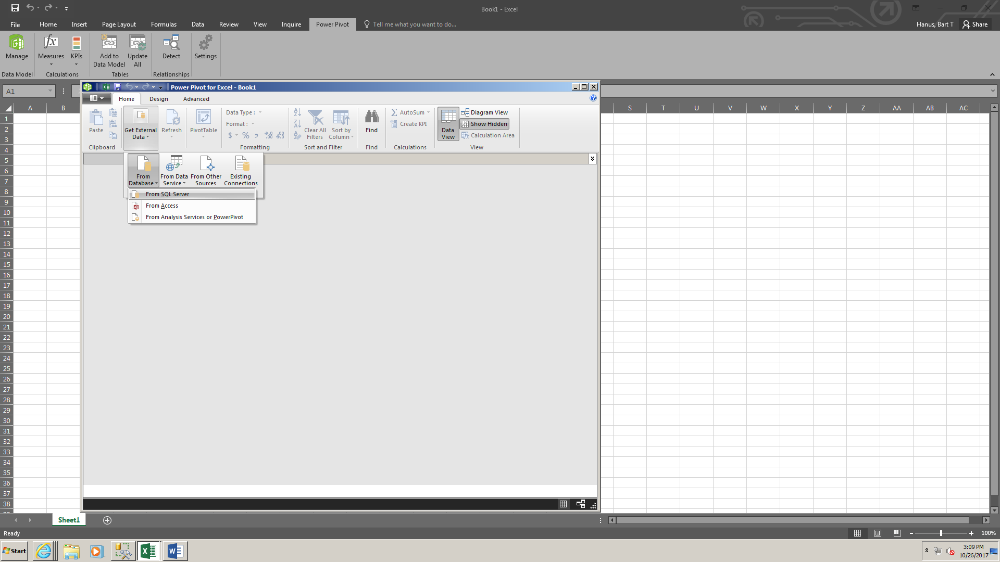 Book1 - Excel
File Home Insert Page Layout Formulas Data Review View Inquire Power Pivot Tell me what you want to do... Hanus, Bart T Share
Manage Measures KPIs Add to Data Model Update All Detect Settings
Data Model Calculations Tables Relationships
A1
Power Pivot for Excel - Book1
Home Design Advanced
Paste Get External Data Refresh PivotTable
Data Type :
Format :
$ % , .00 .00
Clear All Filters Sort by Column Find
AutoSum
Create KPI
Data View
Diagram View
Show Hidden
Calculation Area
Clipboard Formatting Sort and Filter Find Calculations View
From Database From Data Service From Other Sources Existing Connections
From SQL Server
From Access
From Analysis Services or PowerPivot
A B S T U V W X Y Z AA AB AC
1
2
3
4
5
6
7
8
9
10
11
12
13
14
15
16
17
18
19
20
21
22
23
24
25
26
27
28
29
30
31
32
33
34
35
36
37
38
Sheet1
Ready 100%
Start
3:09 PM
10/26/2017